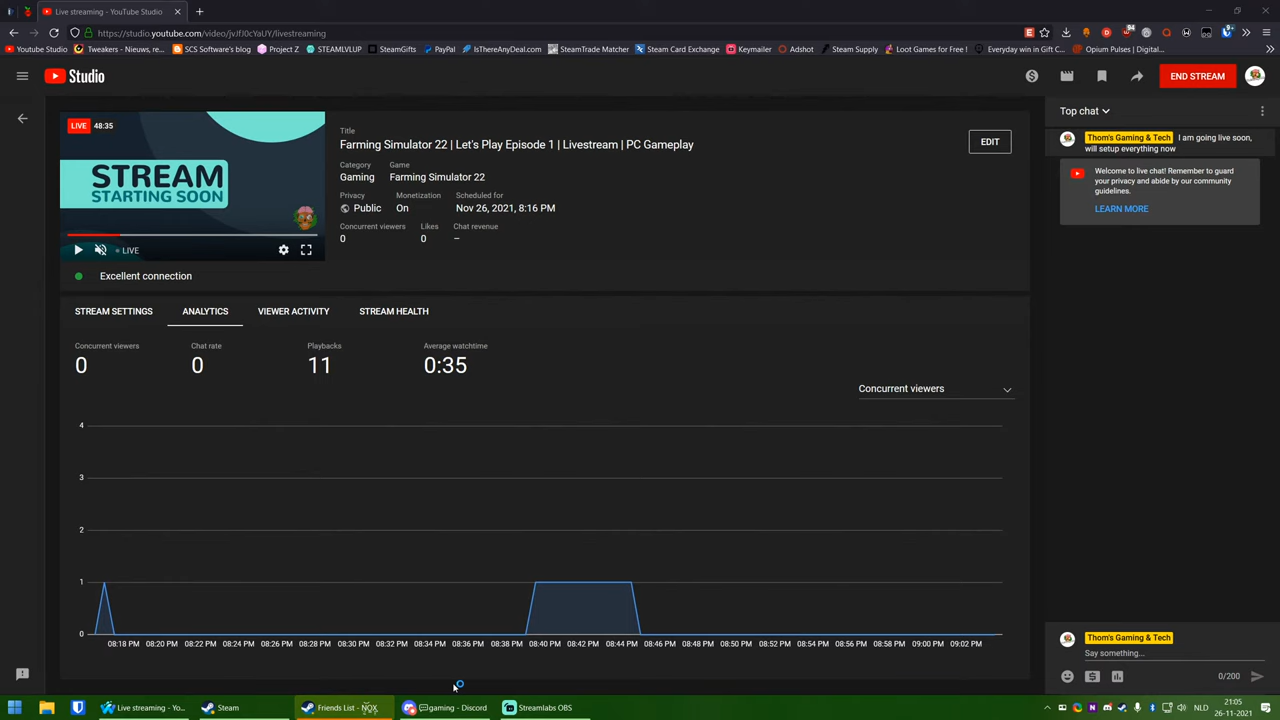 Live streaming - YouTube Studio
https://studio.youtube.com/video/jvJfJ0cYaUY/livestreaming
YouTube Studio
Tweakers - Nieuws, re...
SCS Software's blog
Project Z
STEAMLVLUP
SteamGifts
PayPal
IsThereAnyDeal.com
SteamTrade Matcher
Steam Card Exchange
Keymailer
Adshot
Steam Supply
Loot Games for Free !
Everyday win in Gift C...
Opium Pulses | Digital...
94
Studio
END STREAM
LIVE 48:35
STREAM
STARTING SOON
LIVE
Excellent connection
Title
Farming Simulator 22 | Let's Play Episode 1 | Livestream | PC Gameplay
EDIT
Category Game
Gaming Farming Simulator 22
Privacy Monetization Scheduled for
Public On Nov 26, 2021, 8:16 PM
Concurrent viewers Likes Chat revenue
0 0 –
STREAM SETTINGS ANALYTICS VIEWER ACTIVITY STREAM HEALTH
Concurrent viewers Chat rate Playbacks Average watchtime
0 0 11 0:35
Concurrent viewers
4
3
2
1
0
08:18 PM 08:20 PM 08:22 PM 08:24 PM 08:26 PM 08:28 PM 08:30 PM 08:32 PM 08:34 PM 08:36 PM 08:38 PM 08:40 PM 08:42 PM 08:44 PM 08:46 PM 08:48 PM 08:50 PM 08:52 PM 08:54 PM 08:56 PM 08:58 PM 09:00 PM 09:02 PM
Top chat
Thom's Gaming & Tech I am going live soon,
will setup everything now
Welcome to live chat! Remember to guard
your privacy and abide by our community
guidelines.
LEARN MORE
Thom's Gaming & Tech
Say something...
0/200
Live streaming - Yo...
Steam
Friends List - NOX
gaming - Discord
Streamlabs OBS
NLD
21:05
26-11-2021